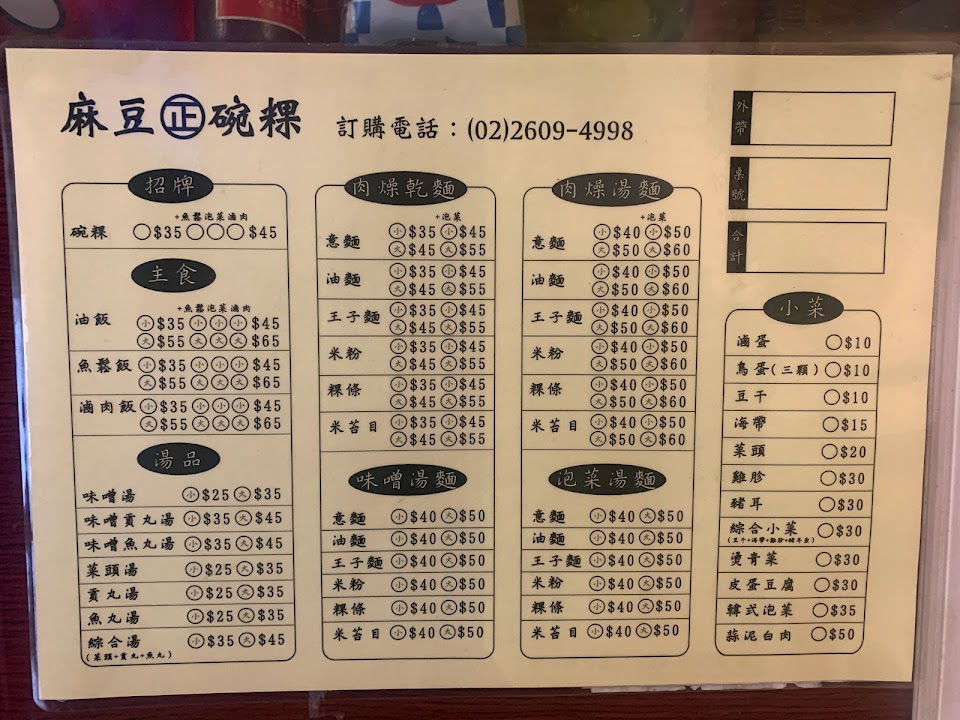 麻豆正碗粿
訂購電話：(02)2609-4998
外帶
桌號
合計
招牌
+魚鬆泡菜滷肉
碗粿 ○$35 ○○○$45
主食
+魚鬆泡菜滷肉
油飯 小$35 小小小$45
大$55 大大大$65
魚鬆飯 小$35 小小小$45
大$55 大大大$65
滷肉飯 小$35 小小小$45
大$55 大大大$65
湯品
味噌湯 小$25 大$35
味噌貢丸湯 小$35 大$45
味噌魚丸湯 小$35 大$45
菜頭湯 小$25 大$35
貢丸湯 小$25 大$35
魚丸湯 小$25 大$35
綜合湯 小$35 大$45
(菜頭+貢丸+魚丸)
肉燥乾麵
+泡菜
意麵 小$35 小$45
大$45 大$55
油麵 小$35 小$45
大$45 大$55
王子麵 小$35 小$45
大$45 大$55
米粉 小$35 小$45
大$45 大$55
粿條 小$35 小$45
大$45 大$55
米苔目 小$35 小$45
大$45 大$55
味噌湯麵
意麵 小$40 大$50
油麵 小$40 大$50
王子麵 小$40 大$50
米粉 小$40 大$50
粿條 小$40 大$50
米苔目 小$40 大$50
肉燥湯麵
+泡菜
意麵 小$40 小$50
大$50 大$60
油麵 小$40 小$50
大$50 大$60
王子麵 小$40 小$50
大$50 大$60
米粉 小$40 小$50
大$50 大$60
粿條 小$40 小$50
大$50 大$60
米苔目 小$40 小$50
大$50 大$60
泡菜湯麵
意麵 小$40 大$50
油麵 小$40 大$50
王子麵 小$40 大$50
米粉 小$40 大$50
粿條 小$40 大$50
米苔目 小$40 大$50
小菜
滷蛋 ○$10
鳥蛋(三顆) ○$10
豆干 ○$10
海帶 ○$15
菜頭 ○$20
雞胗 ○$30
豬耳 ○$30
綜合小菜 ○$30
(豆干+海帶+雞胗+豬耳朵)
燙青菜 ○$30
皮蛋豆腐 ○$30
韓式泡菜 ○$35
蒜泥白肉 ○$50